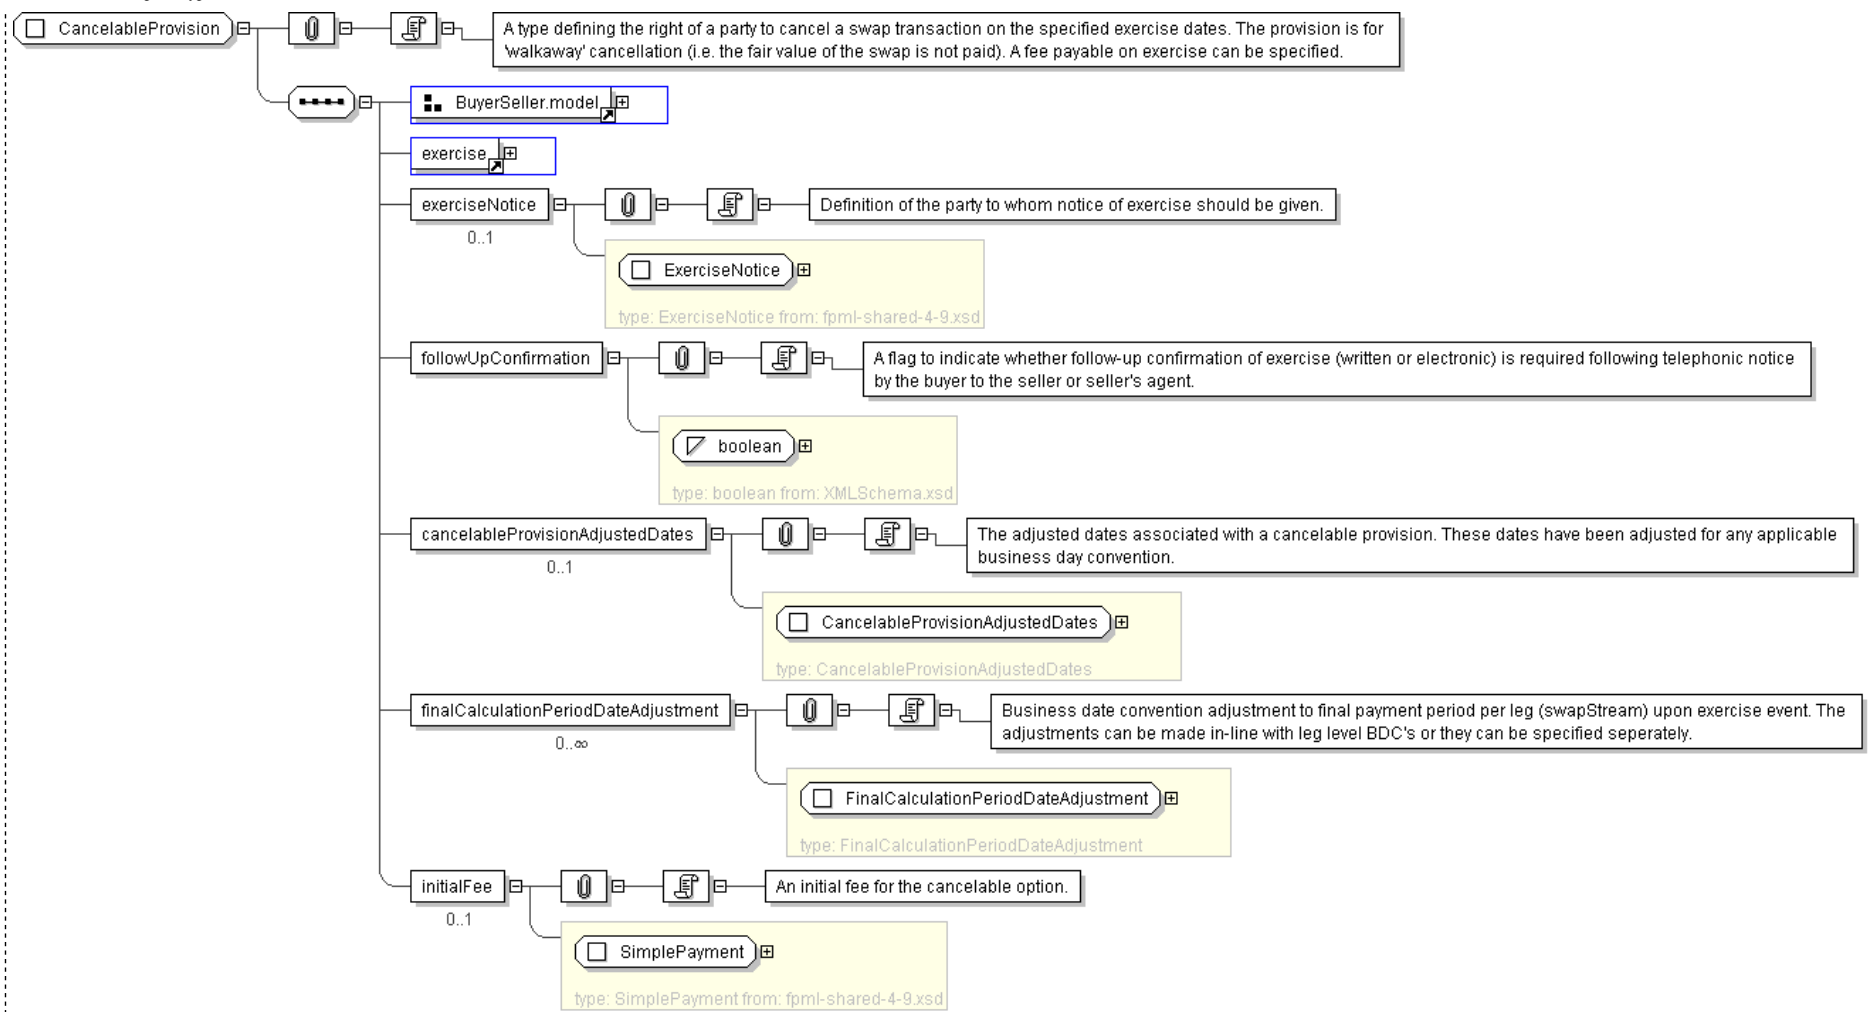 CancelableProvision
A type defining the right of a party to cancel a swap transaction on the specified exercise dates. The provision is for
'walkaway' cancellation (i.e. the fair value of the swap is not paid). A fee payable on exercise can be specified.
BuyerSeller.model
exercise
exerciseNotice
Definition of the party to whom notice of exercise should be given.
0..1
ExerciseNotice
type: ExerciseNotice from: fpml-shared-4-9.xsd
followUpConfirmation
A flag to indicate whether follow-up confirmation of exercise (written or electronic) is required following telephonic notice
by the buyer to the seller or seller's agent.
boolean
type: boolean from: XMLSchema.xsd
cancelableProvisionAdjustedDates
The adjusted dates associated with a cancelable provision. These dates have been adjusted for any applicable
business day convention.
0..1
CancelableProvisionAdjustedDates
type: CancelableProvisionAdjustedDates
finalCalculationPeriodDateAdjustment
Business date convention adjustment to final payment period per leg (swapStream) upon exercise event. The
adjustments can be made in-line with leg level BDC's or they can be specified seperately.
0..∞
FinalCalculationPeriodDateAdjustment
type: FinalCalculationPeriodDateAdjustment
initialFee
An initial fee for the cancelable option.
0..1
SimplePayment
type: SimplePayment from: fpml-shared-4-9.xsd